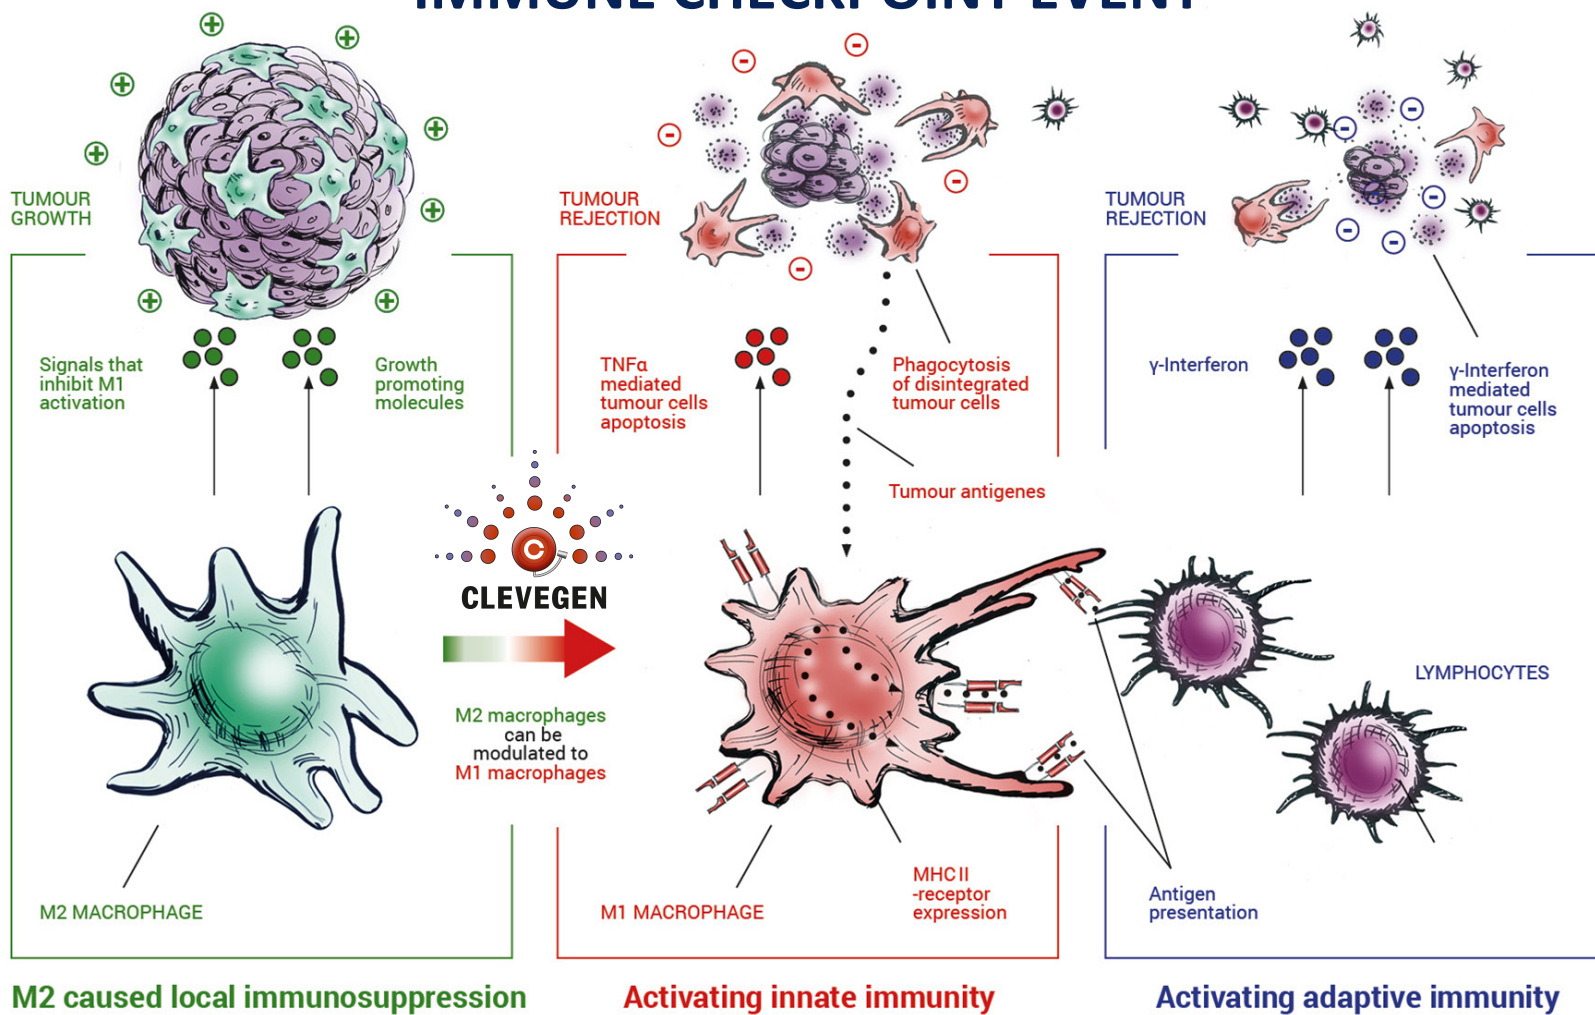 IMMUNE CHECKPOINT EVENT
TUMOUR
GROWTH
Signals that
inhibit M1
activation
Growth
promoting
molecules
M2 MACROPHAGE
M2 caused local immunosuppression
CLEVEGEN
M2 macrophages
can be
modulated to
M1 macrophages
TUMOUR
REJECTION
TNFα
mediated
tumour cells
apoptosis
Phagocytosis
of disintegrated
tumour cells
Tumour antigenes
M1 MACROPHAGE
MHC II
-receptor
expression
Activating innate immunity
TUMOUR
REJECTION
γ-Interferon
γ-Interferon
mediated
tumour cells
apoptosis
LYMPHOCYTES
Antigen
presentation
Activating adaptive immunity